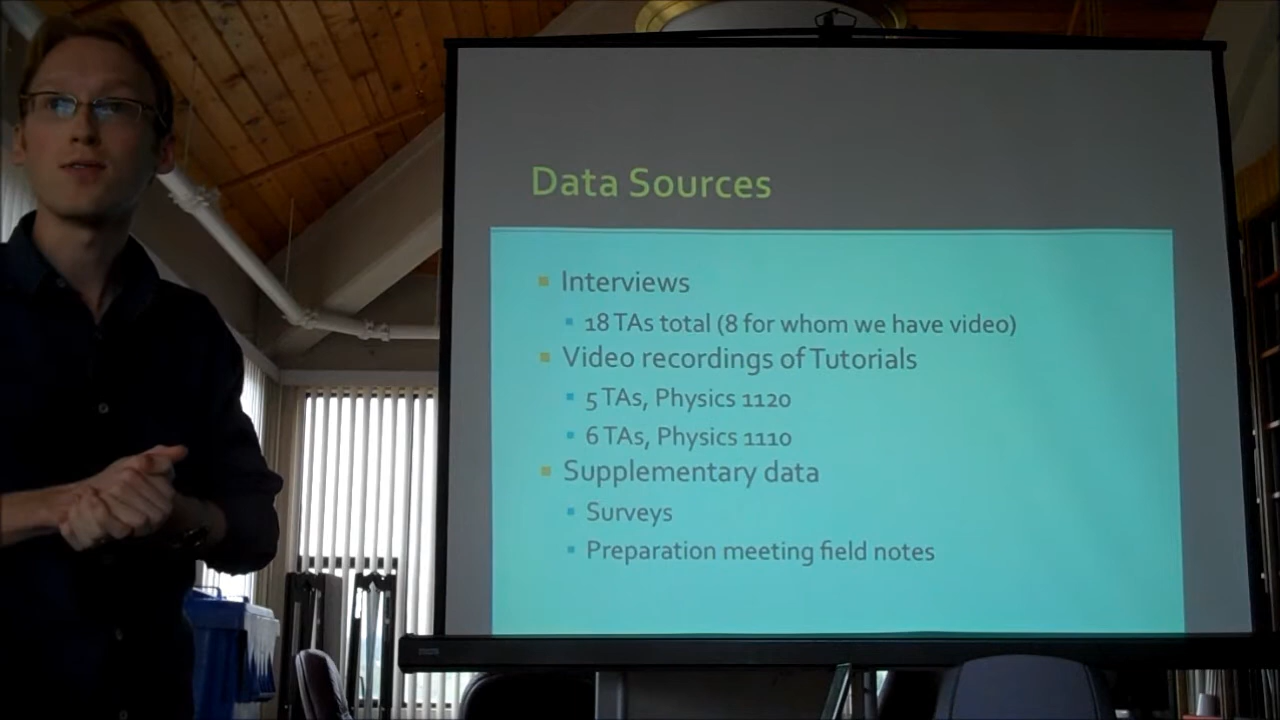 Data Sources
Interviews
18 TAs total (8 for whom we have video)
Video recordings of Tutorials
5 TAs, Physics 1120
6 TAs, Physics 1110
Supplementary data
Surveys
Preparation meeting field notes